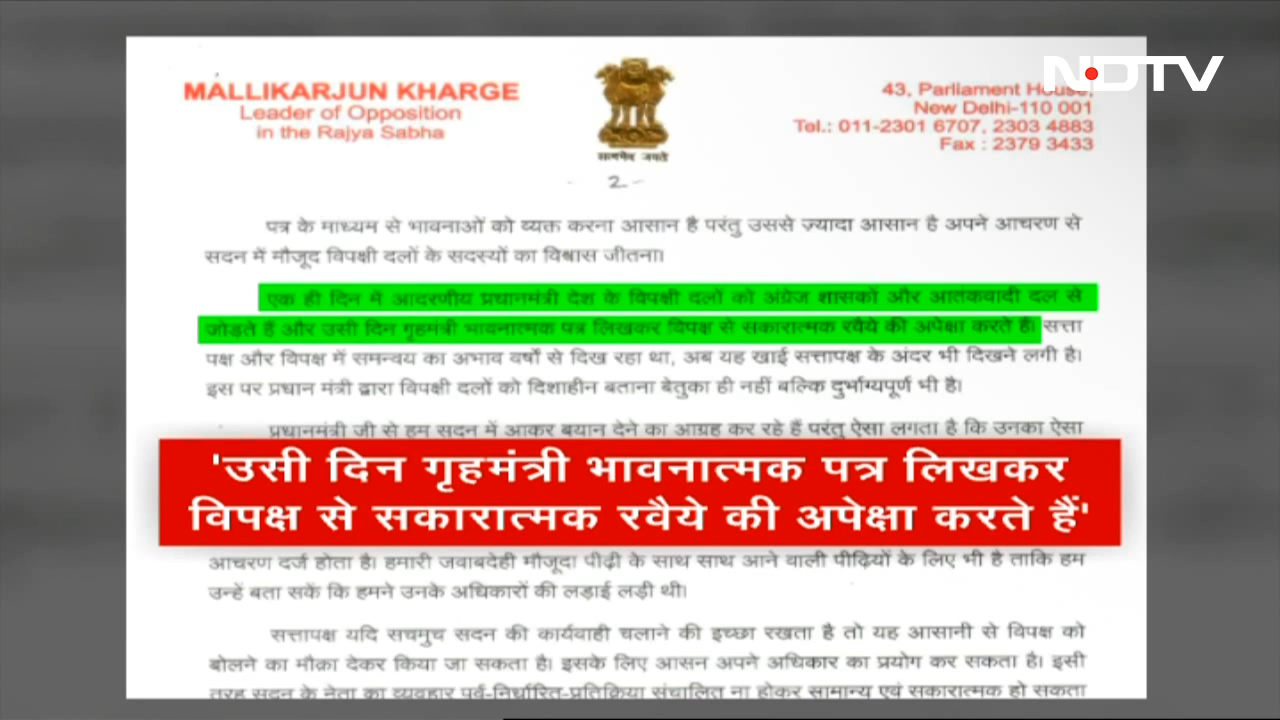 NDTV
MALLIKARJUN KHARGE
Leader of Opposition
in the Rajya Sabha
सत्यमेव जयते
43, Parliament House,
New Delhi-110 001
Tel.: 011-2301 6707, 2303 4883
Fax : 2379 3433
- 2 -
पत्र के माध्यम से भावनाओं को व्यक्त करना आसान है परंतु उससे ज़्यादा आसान है अपने आचरण से
सदन में मौजूद विपक्षी दलों के सदस्यों का विश्वास जीतना।
एक ही दिन में आदरणीय प्रधानमंत्री देश के विपक्षी दलों को अंग्रेज शासकों और आतकवादी दल से
जोड़ते हैं और उसी दिन गृहमंत्री भावनात्मक पत्र लिखकर विपक्ष से सकारात्मक रवैये की अपेक्षा करते हैं। सत्ता
पक्ष और विपक्ष में समन्वय का अभाव वर्षों से दिख रहा था, अब यह खाई सत्तापक्ष के अंदर भी दिखने लगी है।
इस पर प्रधान मंत्री द्वारा विपक्षी दलों को दिशाहीन बताना बेतुका ही नहीं बल्कि दुर्भाग्यपूर्ण भी है।
प्रधानमंत्री जी से हम सदन में आकर बयान देने का आग्रह कर रहे हैं परंतु ऐसा लगता है कि उनका ऐसा
'उसी दिन गृहमंत्री भावनात्मक पत्र लिखकर
विपक्ष से सकारात्मक रवैये की अपेक्षा करते हैं'
आचरण दर्ज होता है। हमारी जवाबदेही मौजूदा पीढ़ी के साथ साथ आने वाली पीढ़ियों के लिए भी है ताकि हम
उन्हें बता सकें कि हमने उनके अधिकारों की लड़ाई लड़ी थी।
सत्तापक्ष यदि सचमुच सदन की कार्यवाही चलाने की इच्छा रखता है तो यह आसानी से विपक्ष को
बोलने का मौक़ा देकर किया जा सकता है। इसके लिए आसन अपने अधिकार का प्रयोग कर सकता है। इसी
तरह सदन के नेता का व्यवहार पूर्व-निर्धारित-प्रतिक्रिया संचालित ना होकर सामान्य एवं सकारात्मक हो सकता